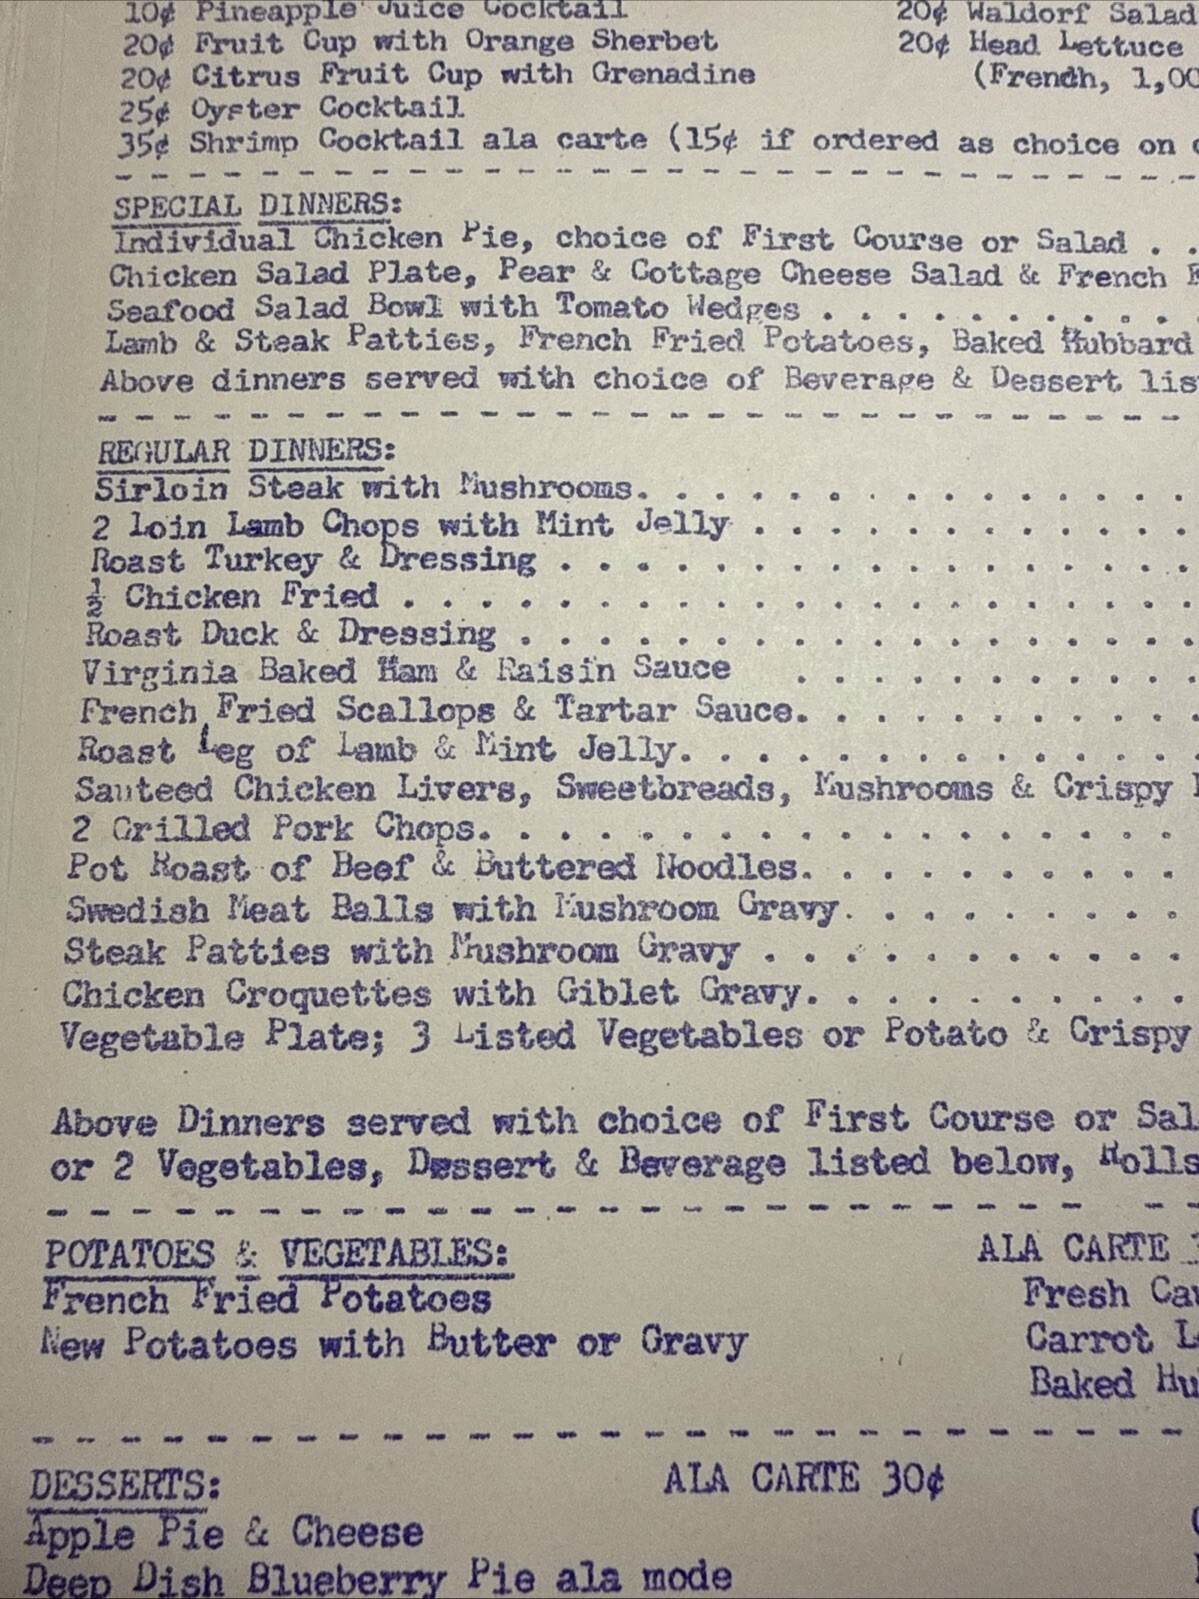 10¢ Pineapple Juice Cocktail 20¢ Waldorf Salad
20¢ Fruit Cup with Orange Sherbet 20¢ Head Lettuce
20¢ Citrus Fruit Cup with Grenadine (Frendh, 1,00
25¢ Oyster Cocktail
35¢ Shrimp Cocktail ala carte (15¢ if ordered as choice on
SPECIAL DINNERS:
Individual Chicken Pie, choice of First Course or Salad . .
Chicken Salad Plate, Pear & Cottage Cheese Salad & French
Seafood Salad Bowl with Tomato Wedges . . . . . . . . . . .
Lamb & Steak Patties, French Fried Potatoes, Baked Hubbard
Above dinners served with choice of Beverage & Dessert lis
REGULAR DINNERS:
Sirloin Steak with Mushrooms. . . . . . . . . . . . . . .
2 loin Lamb Chops with Mint Jelly . . . . . . . . . . . .
Roast Turkey & Dressing . . . . . . . . . . . . . . . . .
½ Chicken Fried . . . . . . . . . . . . . . . . . . . . .
Roast Duck & Dressing . . . . . . . . . . . . . . . . . .
Virginia Baked Ham & Raisin Sauce . . . . . . . . . . .
French Fried Scallops & Tartar Sauce. . . . . . . . . . .
Roast Leg of Lamb & Mint Jelly. . . . . . . . . . . . . .
Sauteed Chicken Livers, Sweetbreads, Mushrooms & Crispy
2 Grilled Pork Chops. . . . . . . . . . . . . . . . . .
Pot Roast of Beef & Buttered Noodles. . . . . . . . . .
Swedish Meat Balls with Mushroom Gravy. . . . . . . . .
Steak Patties with Mushroom Gravy . . . . . . . . . . .
Chicken Croquettes with Giblet Gravy. . . . . . . . . .
Vegetable Plate; 3 Listed Vegetables or Potato & Crispy
Above Dinners served with choice of First Course or Sal
or 2 Vegetables, Dessert & Beverage listed below, Rolls
POTATOES & VEGETABLES: ALA CARTE
French Fried Potatoes Fresh Cau
New Potatoes with Butter or Gravy Carrot L
Baked Hu
DESSERTS: ALA CARTE 30¢
Apple Pie & Cheese
Deep Dish Blueberry Pie ala mode